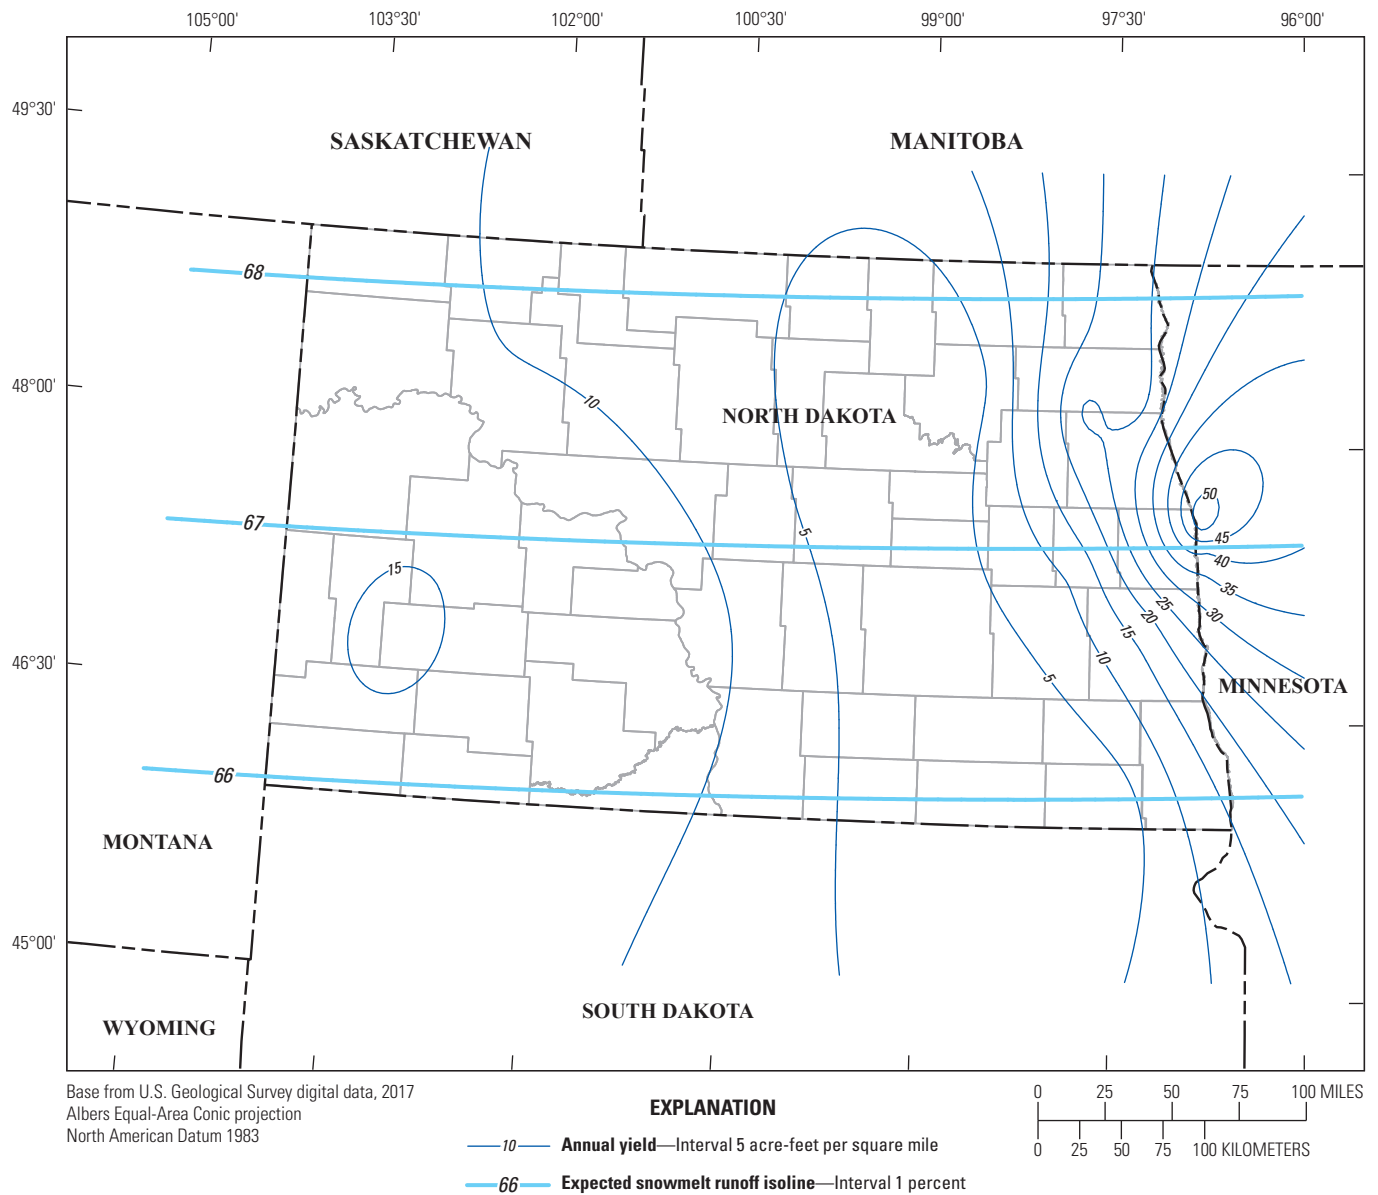 105°00' 103°30' 102°00' 100°30' 99°00' 97°30' 96°00'
49°30'
SASKATCHEWAN MANITOBA
68
48°00'
10
NORTH DAKOTA
50
67
5
45
40
15
35
25
30
20
15
10
46°30'
5
MINNESOTA
66
MONTANA
45°00'
SOUTH DAKOTA
WYOMING
Base from U.S. Geological Survey digital data, 2017
Albers Equal-Area Conic projection
North American Datum 1983
0 25 50 75 100 MILES
0 25 50 75 100 KILOMETERS
EXPLANATION
10 Annual yield—Interval 5 acre-feet per square mile
66 Expected snowmelt runoff isoline—Interval 1 percent